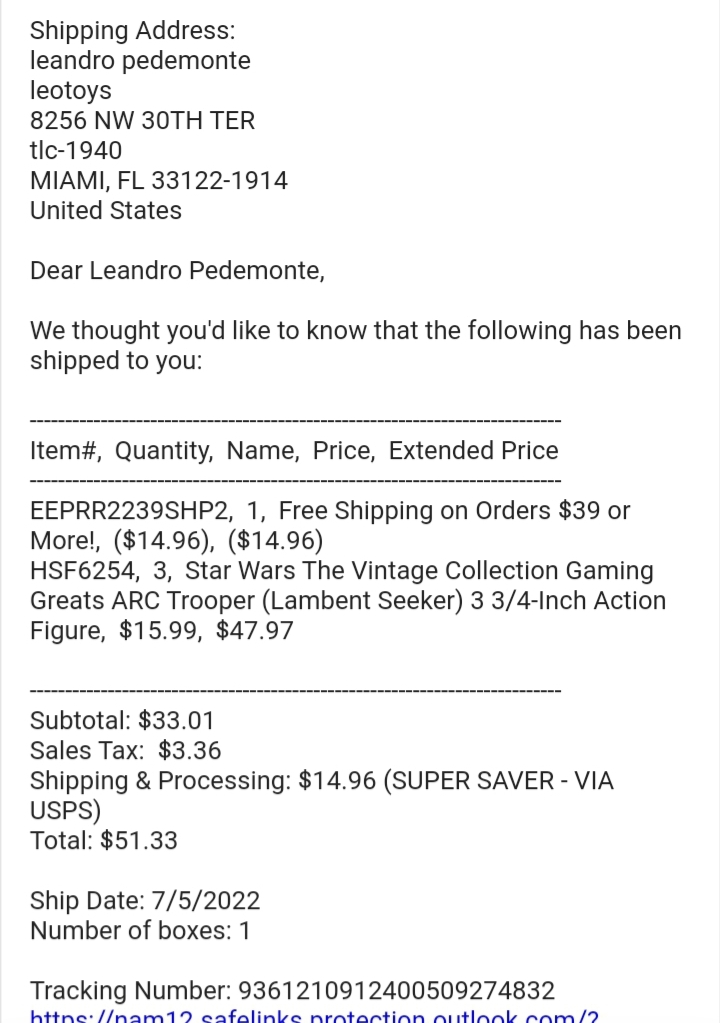 Shipping Address:
leandro pedemonte
leotoys
8256 NW 30TH TER
tlc-1940
MIAMI, FL 33122-1914
United States
Dear Leandro Pedemonte,
We thought you'd like to know that the following has been
shipped to you:
---------------------------------------------------------------------------
Item#,  Quantity,  Name,  Price,  Extended Price
---------------------------------------------------------------------------
EEPRR2239SHP2,  1,  Free Shipping on Orders $39 or
More!,  ($14.96),  ($14.96)
HSF6254,  3,  Star Wars The Vintage Collection Gaming
Greats ARC Trooper (Lambent Seeker) 3 3/4-Inch Action
Figure,  $15.99,  $47.97
---------------------------------------------------------------------------
Subtotal: $33.01
Sales Tax:  $3.36
Shipping & Processing: $14.96 (SUPER SAVER - VIA
USPS)
Total: $51.33
Ship Date: 7/5/2022
Number of boxes: 1
Tracking Number: 9361210912400509274832
https://nam12.safelinks.protection.outlook.com/?